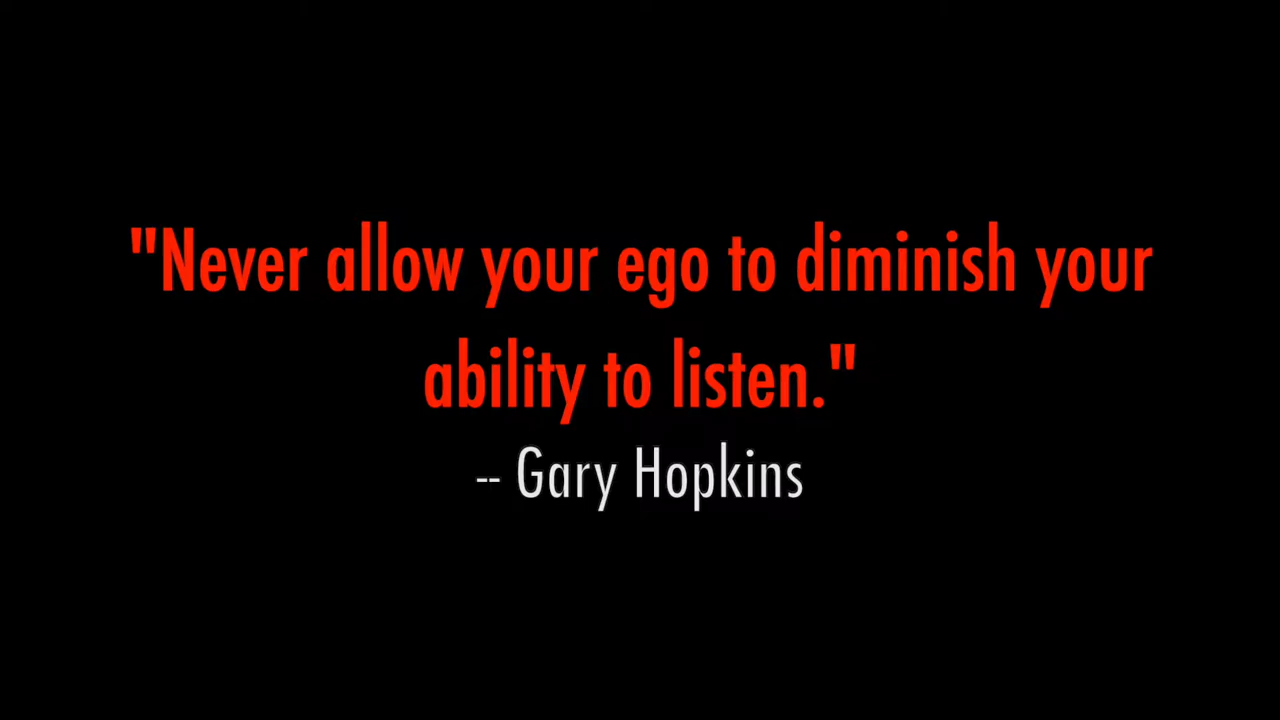 "Never allow your ego to diminish your
ability to listen."
-- Gary Hopkins